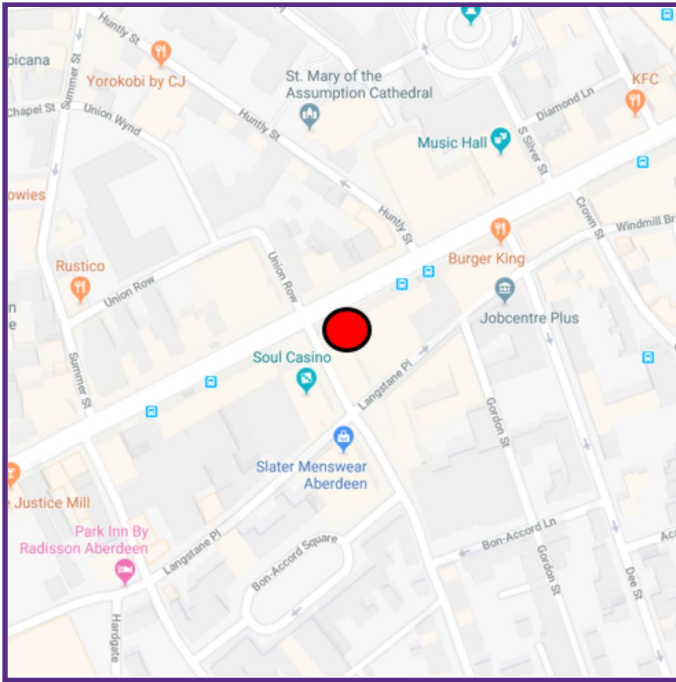 Huntly St
picana
Summer St
Yorokobi by CJ
St. Mary of the
Assumption Cathedral
KFC
Chapel St
Union Wynd
Huntly St
Diamond Ln
Music Hall
S Silver St
owies
Huntly St
Crown St
Windmill Br
Burger King
Rustico
Union Row
Union Row
n
e
Jobcentre Plus
Summer St
Soul Casino
Langstane Pl
Gordon St
Slater Menswear
Aberdeen
e Justice Mill
Park Inn By
Radisson Aberdeen
Langstane Pl
Bon-Accord Square
Bon-Accord Ln
Acc
Gordon St
Dee St
Hardgate